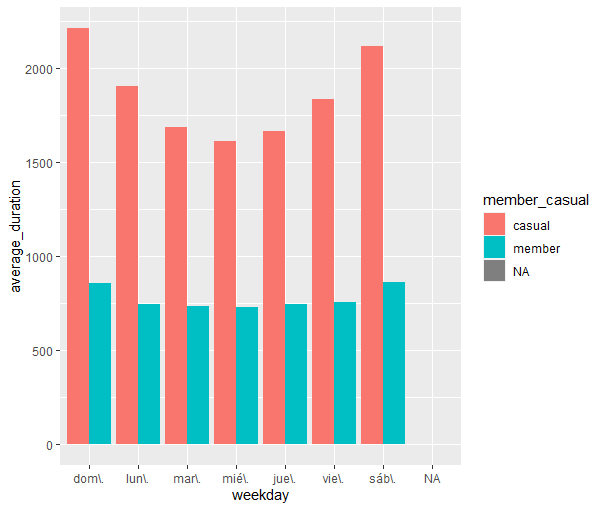 2000
1500
1000
500
0
average_duration
dom\. lun\. mar\. mié\. jue\. vie\. sáb\. NA
weekday
member_casual
casual
member
NA